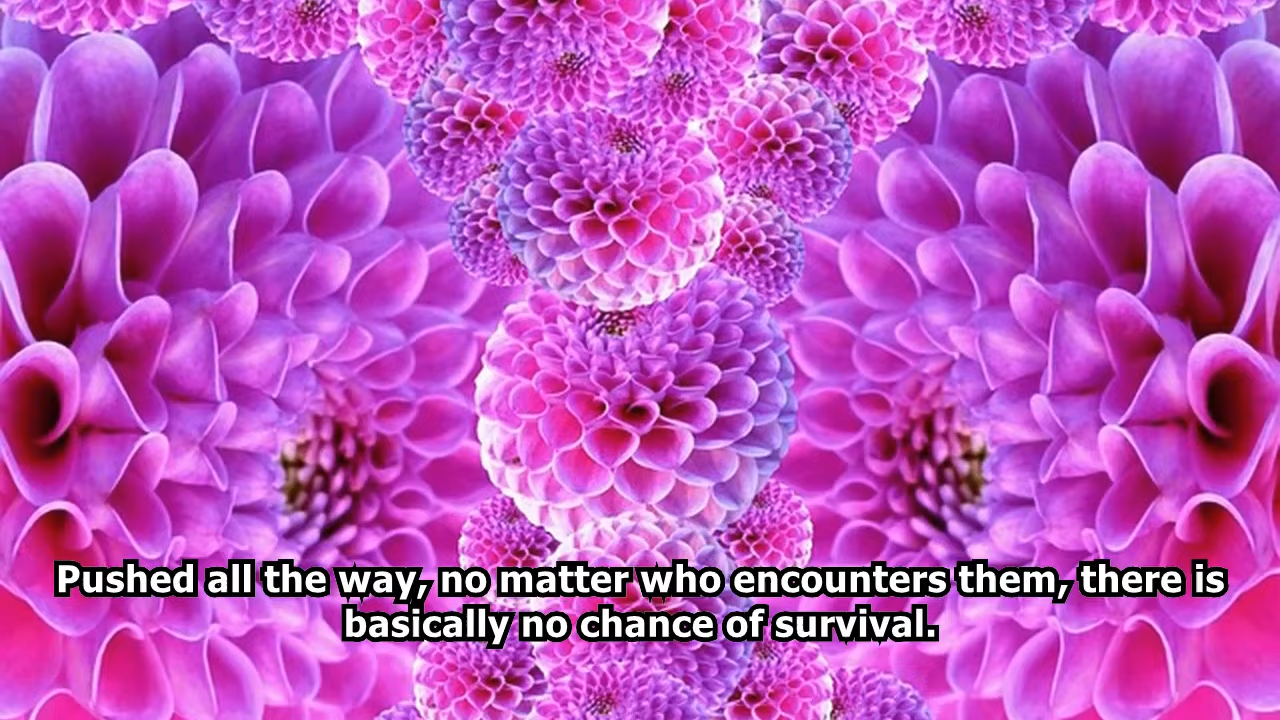 Pushed all the way, no matter who encounters them, there is
basically no chance of survival.